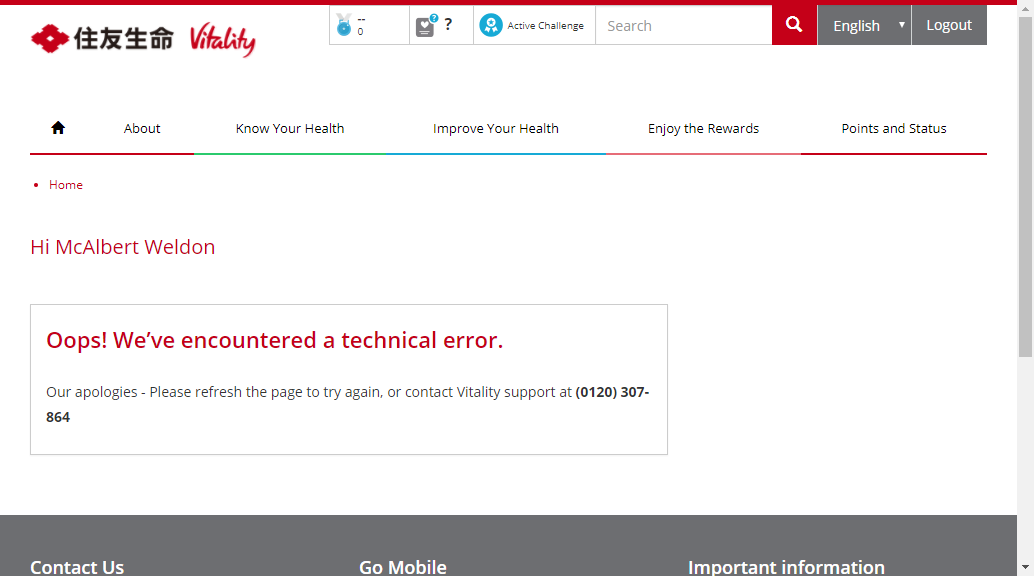 住友生命 Vitality
--
0
?
?
Active Challenge
Search
English
Logout
About
Know Your Health
Improve Your Health
Enjoy the Rewards
Points and Status
Home
Hi McAlbert Weldon
Oops! We’ve encountered a technical error.
Our apologies - Please refresh the page to try again, or contact Vitality support at (0120) 307-
864
Contact Us
Go Mobile
Important information